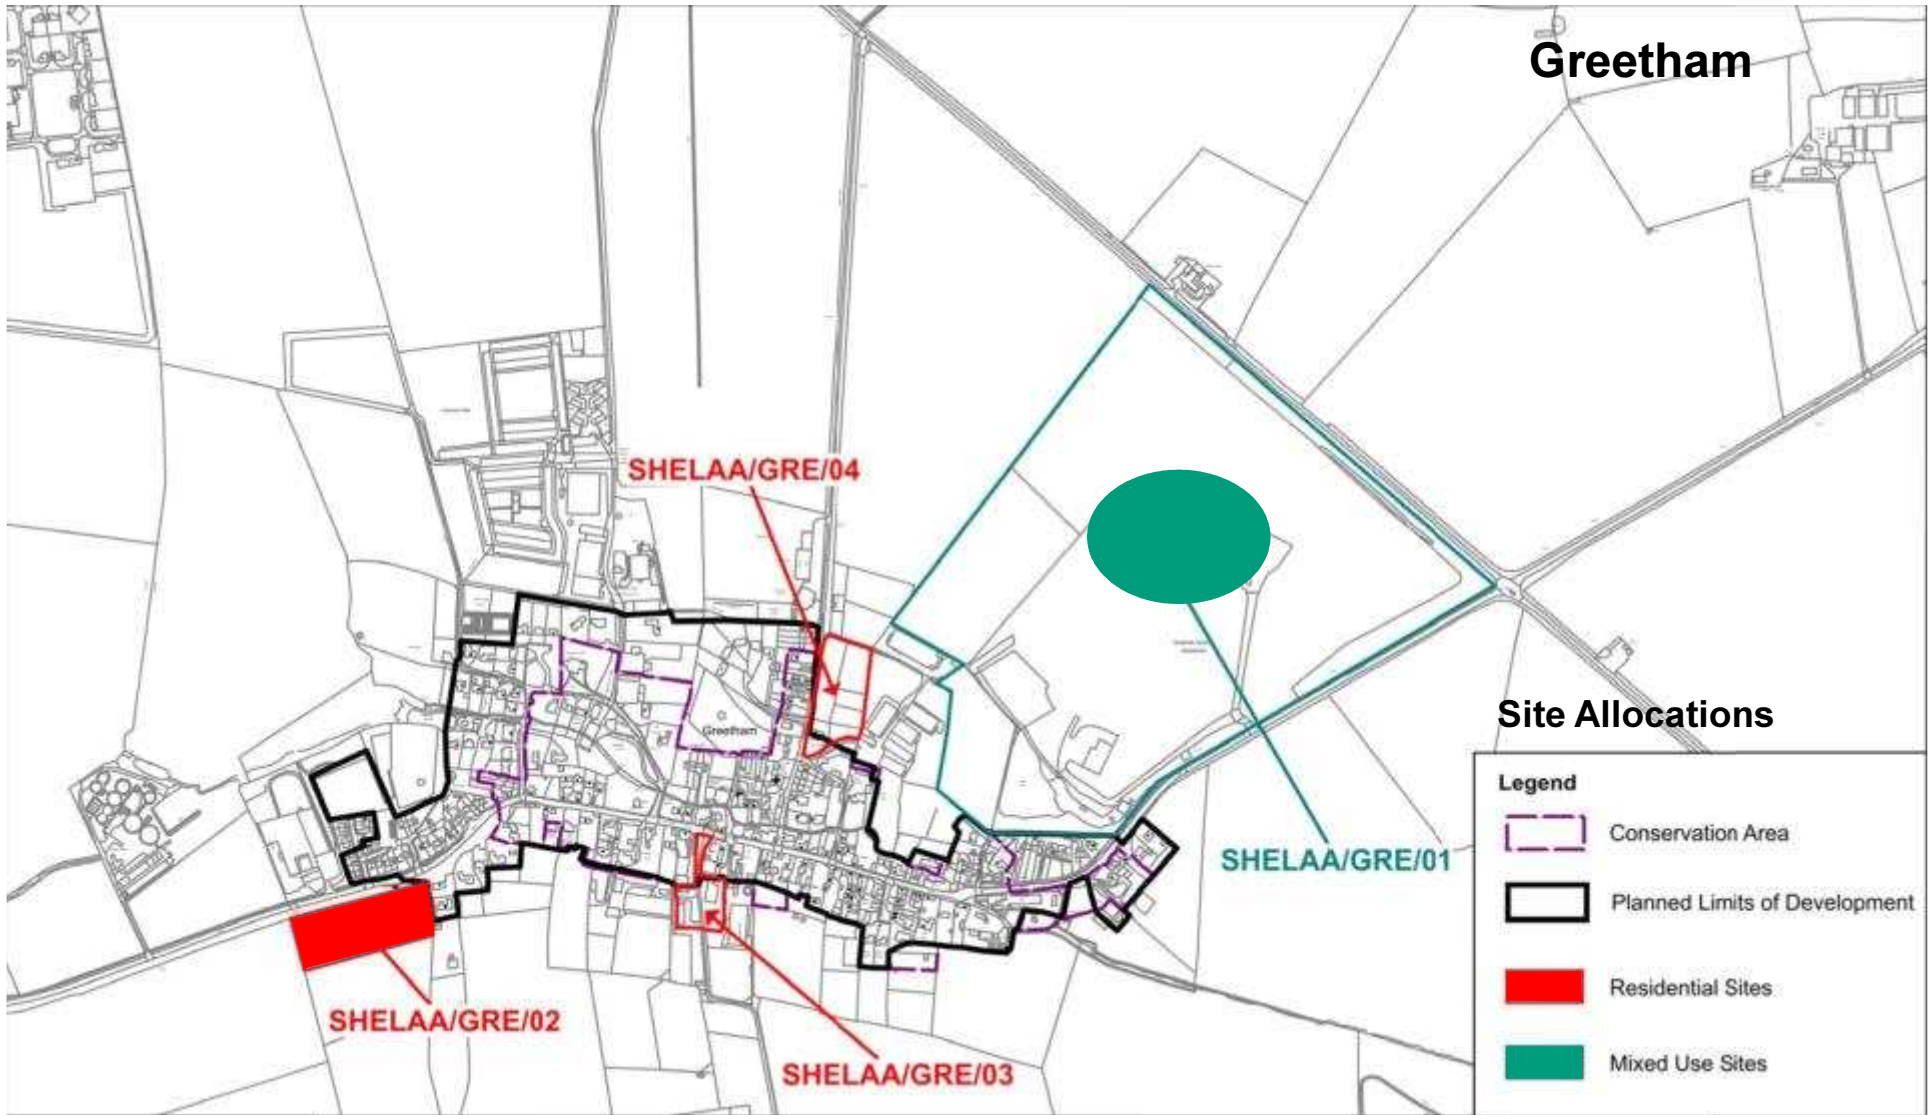 Greetham
SHELAA/GRE/04
Greetham
SHELAA/GRE/01
SHELAA/GRE/02
SHELAA/GRE/03
Site Allocations
Legend
Conservation Area
Planned Limits of Development
Residential Sites
Mixed Use Sites